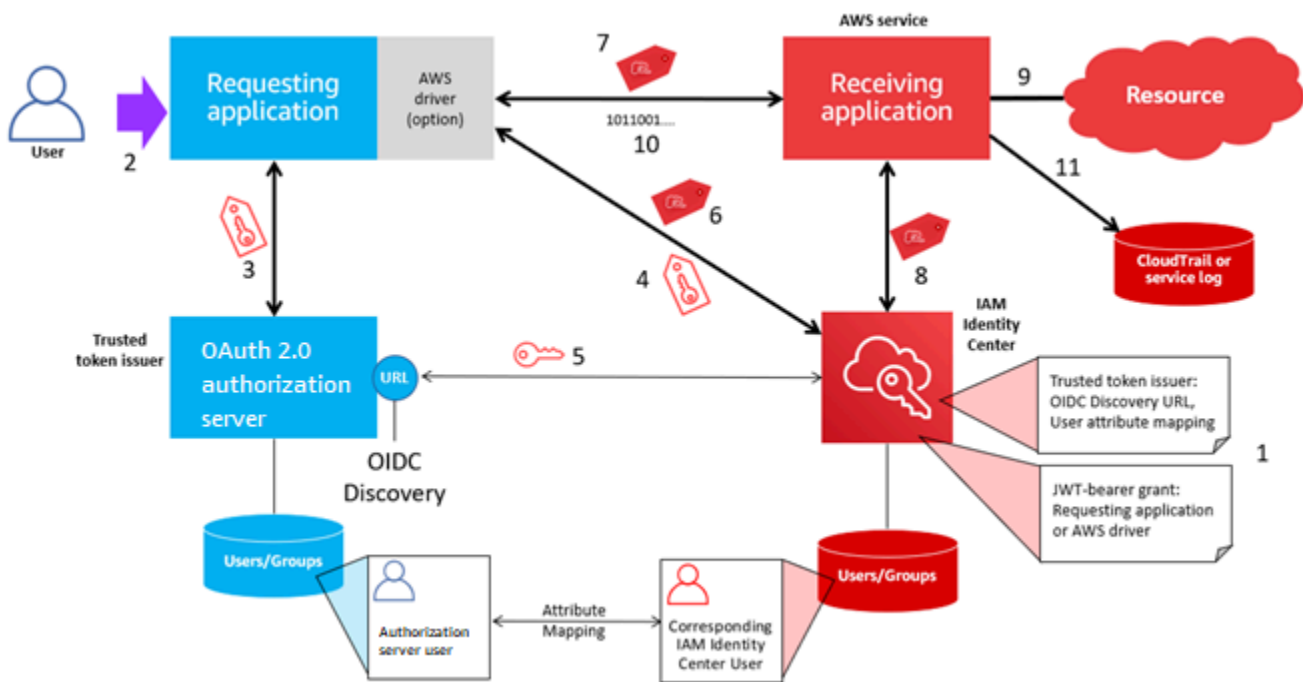 AWS service
7
Requesting
application
AWS
driver
(option)
Receiving
application
9
Resource
User
2
1011001....
10
11
3
6
4
8
CloudTrail or
service log
Trusted
token issuer
OAuth 2.0
authorization
server
URL
5
IAM
Identity
Center
OIDC
Discovery
Trusted token issuer:
OIDC Discovery URL,
User attribute mapping
1
JWT-bearer grant:
Requesting application
or AWS driver
Users/Groups
Users/Groups
Authorization
server user
Attribute
Mapping
Corresponding
IAM Identity
Center User